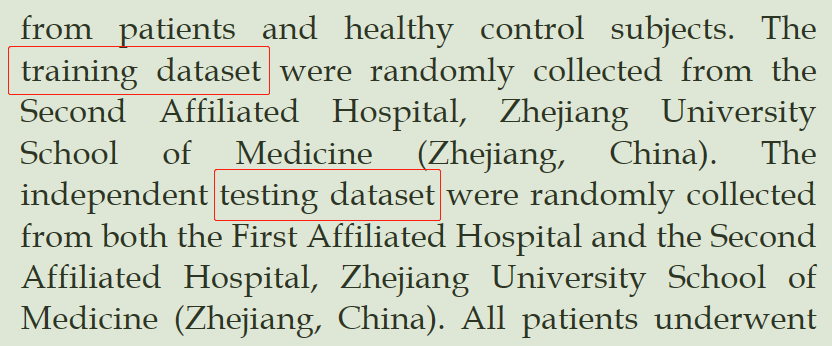 from patients and healthy control subjects. The
training dataset were randomly collected from the
Second Affiliated Hospital, Zhejiang University
School of Medicine (Zhejiang, China). The
independent testing dataset were randomly collected
from both the First Affiliated Hospital and the Second
Affiliated Hospital, Zhejiang University School of
Medicine (Zhejiang, China). All patients underwent